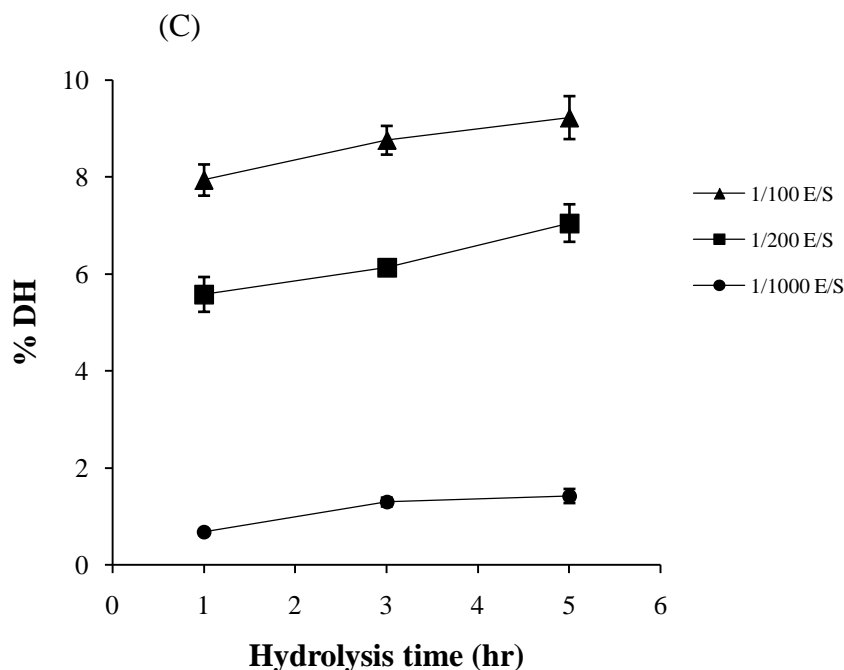 (C)
10
8
6
4
2
0
% DH
0 1 2 3 4 5 6
Hydrolysis time (hr)
1/100 E/S
1/200 E/S
1/1000 E/S